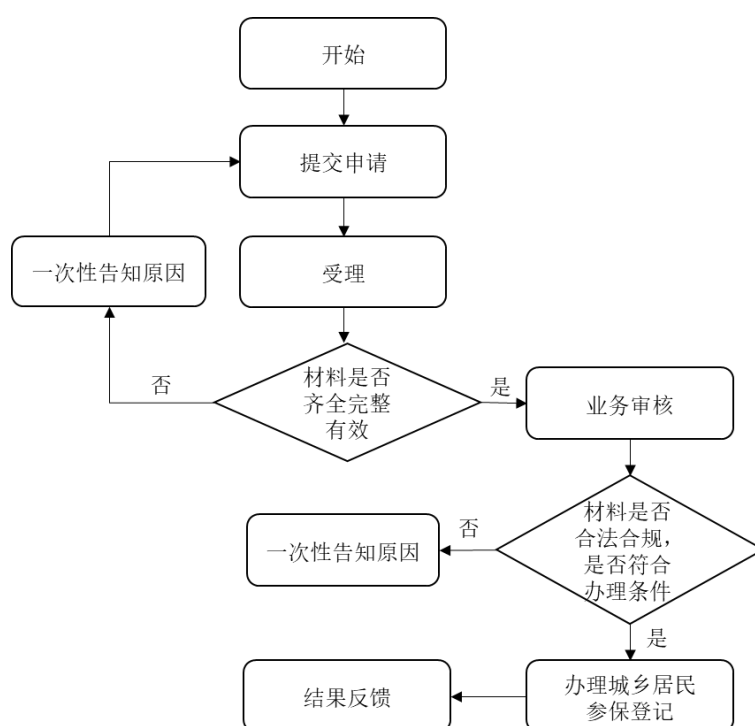 开始
提交申请
一次性告知原因
受理
否
材料是否
齐全完整
有效
是
业务审核
一次性告知原因
否
材料是否
合法合规，
是否符合
办理条件
是
结果反馈
办理城乡居民
参保登记